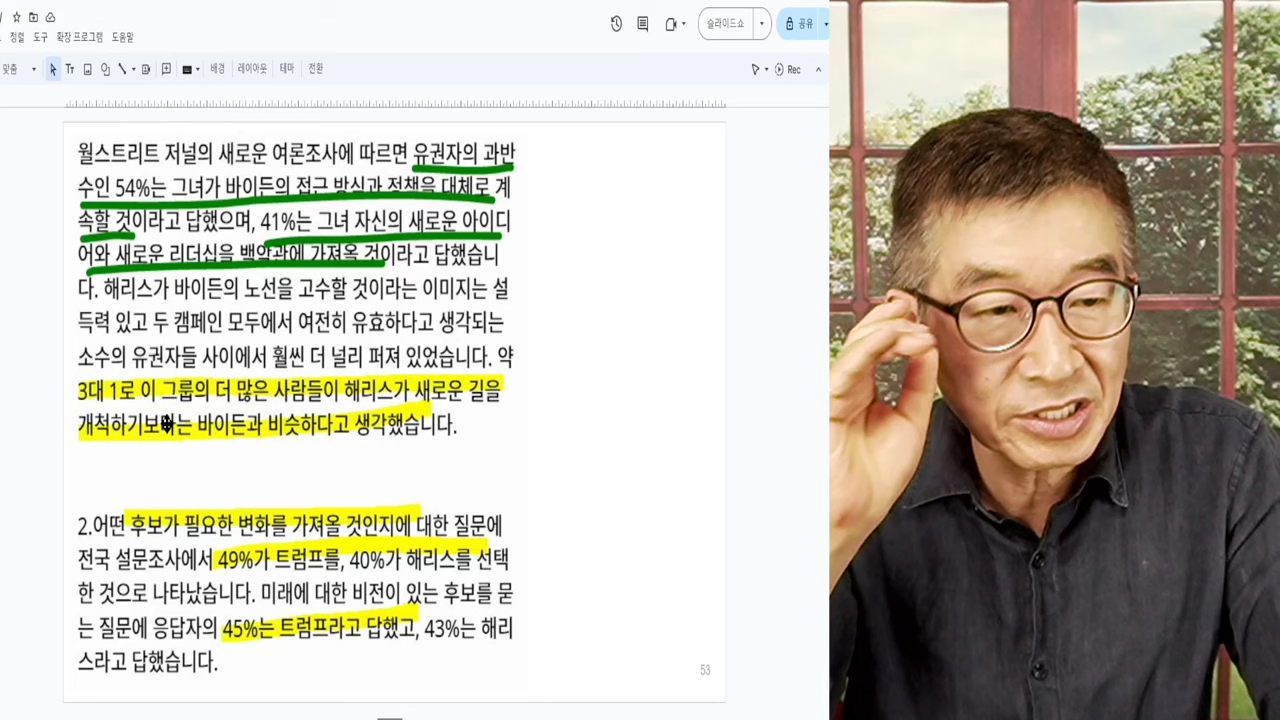 정렬 도구 확장 프로그램 도움말
슬라이드쇼
공유
맞춤
배경 레이아웃 테마 전환
Rec
월스트리트 저널의 새로운 여론조사에 따르면 유권자의 과반
수인 54%는 그녀가 바이든의 접근 방식과 정책을 대체로 계
속할 것이라고 답했으며, 41%는 그녀 자신의 새로운 아이디
어와 새로운 리더십을 백악관에 가져올 것이라고 답했습니
다. 해리스가 바이든의 노선을 고수할 것이라는 이미지는 설
득력 있고 두 캠페인 모두에서 여전히 유효하다고 생각되는
소수의 유권자들 사이에서 훨씬 더 널리 퍼져 있었습니다. 약
3대 1로 이 그룹의 더 많은 사람들이 해리스가 새로운 길을
개척하기보다는 바이든과 비슷하다고 생각했습니다.
2.어떤 후보가 필요한 변화를 가져올 것인지에 대한 질문에
전국 설문조사에서 49%가 트럼프를, 40%가 해리스를 선택
한 것으로 나타났습니다. 미래에 대한 비전이 있는 후보를 묻
는 질문에 응답자의 45%는 트럼프라고 답했고, 43%는 해리
스라고 답했습니다.
53